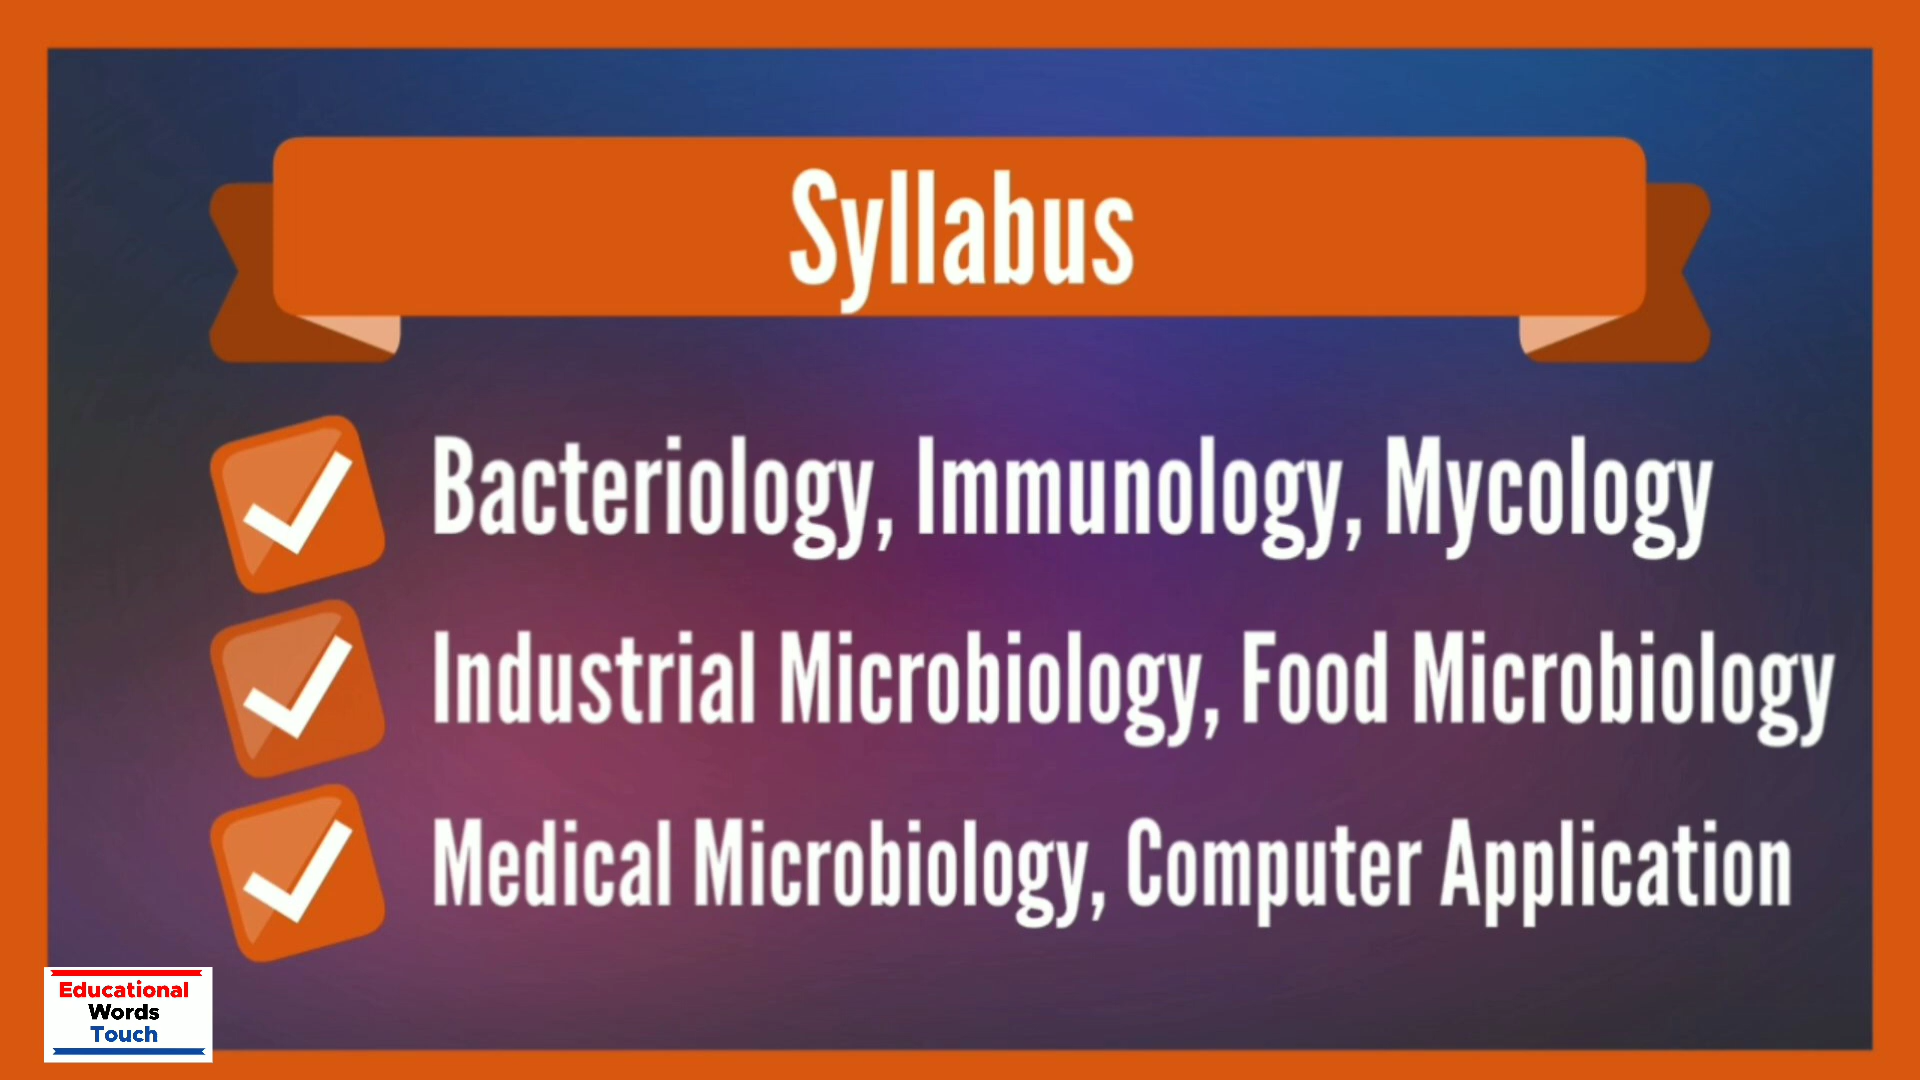 Syllabus
Bacteriology, Immunology, Mycology
Industrial Microbiology, Food Microbiology
Medical Microbiology, Computer Application
Educational
Words
Touch